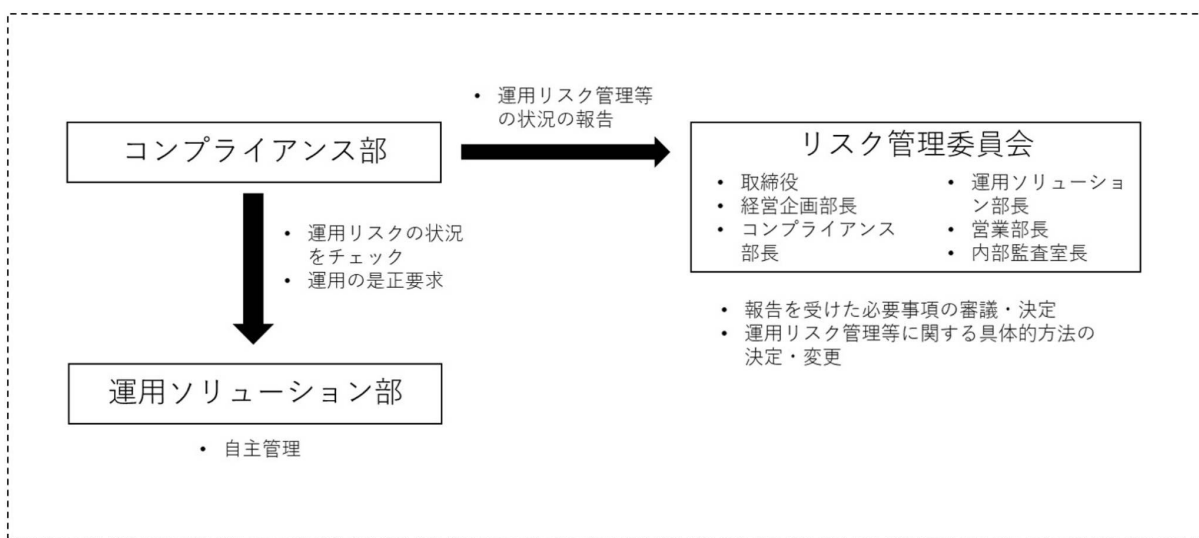 • 運用リスク管理等
の状況の報告
コンプライアンス部
リスク管理委員会
• 取締役
• 経営企画部長
• コンプライアンス
部長
• 運用ソリューショ
ン部長
• 営業部長
• 内部監査室長
• 運用リスクの状況
をチェック
• 運用の是正要求
• 報告を受けた必要事項の審議・決定
• 運用リスク管理等に関する具体的方法の
決定・変更
運用ソリューション部
• 自主管理